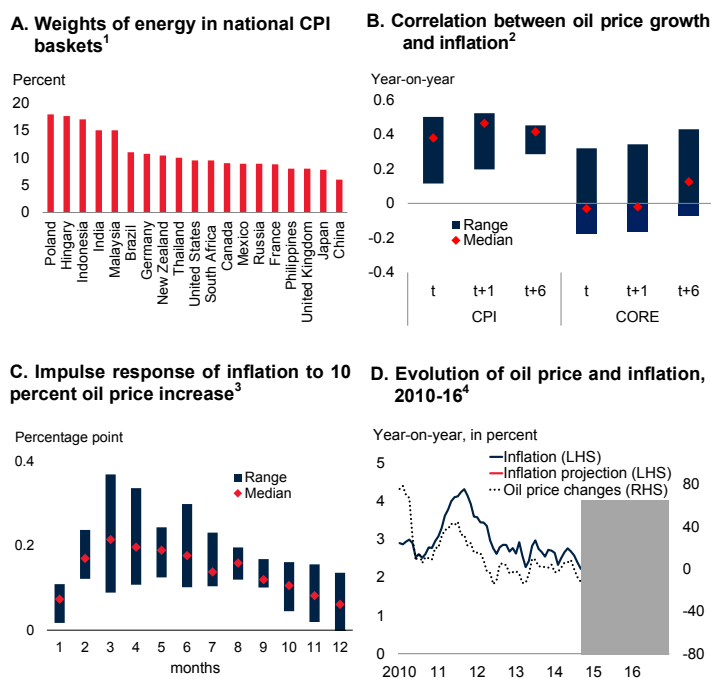 A. Weights of energy in national CPI
baskets¹
Percent
20
15
10
5
0
Poland
Hingary
Indonesia
India
Malaysia
Brazil
Germany
New Zealand
Thailand
United States
South Africa
Canada
Mexico
Russia
France
Philippines
United Kingdom
Japan
China
B. Correlation between oil price growth
and inflation²
Year-on-year
0.6
0.4
0.2
0
-0.2
-0.4
Range
Median
t t+1 t+6 t t+1 t+6
CPI CORE
C. Impulse response of inflation to 10
percent oil price increase³
Percentage point
0.4
0.2
0
Range
Median
1 2 3 4 5 6 7 8 9 10 11 12
months
D. Evolution of oil price and inflation,
2010-16⁴
Year-on-year, in percent
Inflation (LHS)
Inflation projection (LHS)
Oil price changes (RHS)
5
4
3
2
1
0
80
40
0
-40
-80
2010 11 12 13 14 15 16